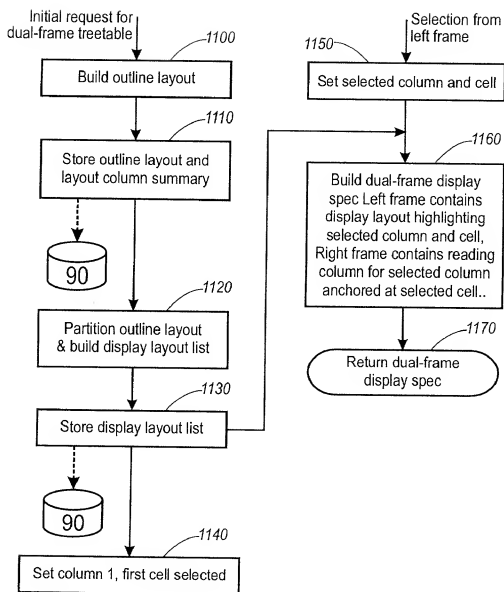 Initial request for
dual-frame treetable
1100
Build outline layout
1110
Store outline layout and
layout column summary
90
1120
Partition outline layout
& build display layout list
1130
Store display layout list
90
1140
Set column 1, first cell selected
Selection from
left frame
1150
Set selected column and cell
1160
Build dual-frame display
spec Left frame contains
display layout highlighting
selected column and cell,
Right frame contains reading
column for selected column
anchored at selected cell..
1170
Return dual-frame
display spec